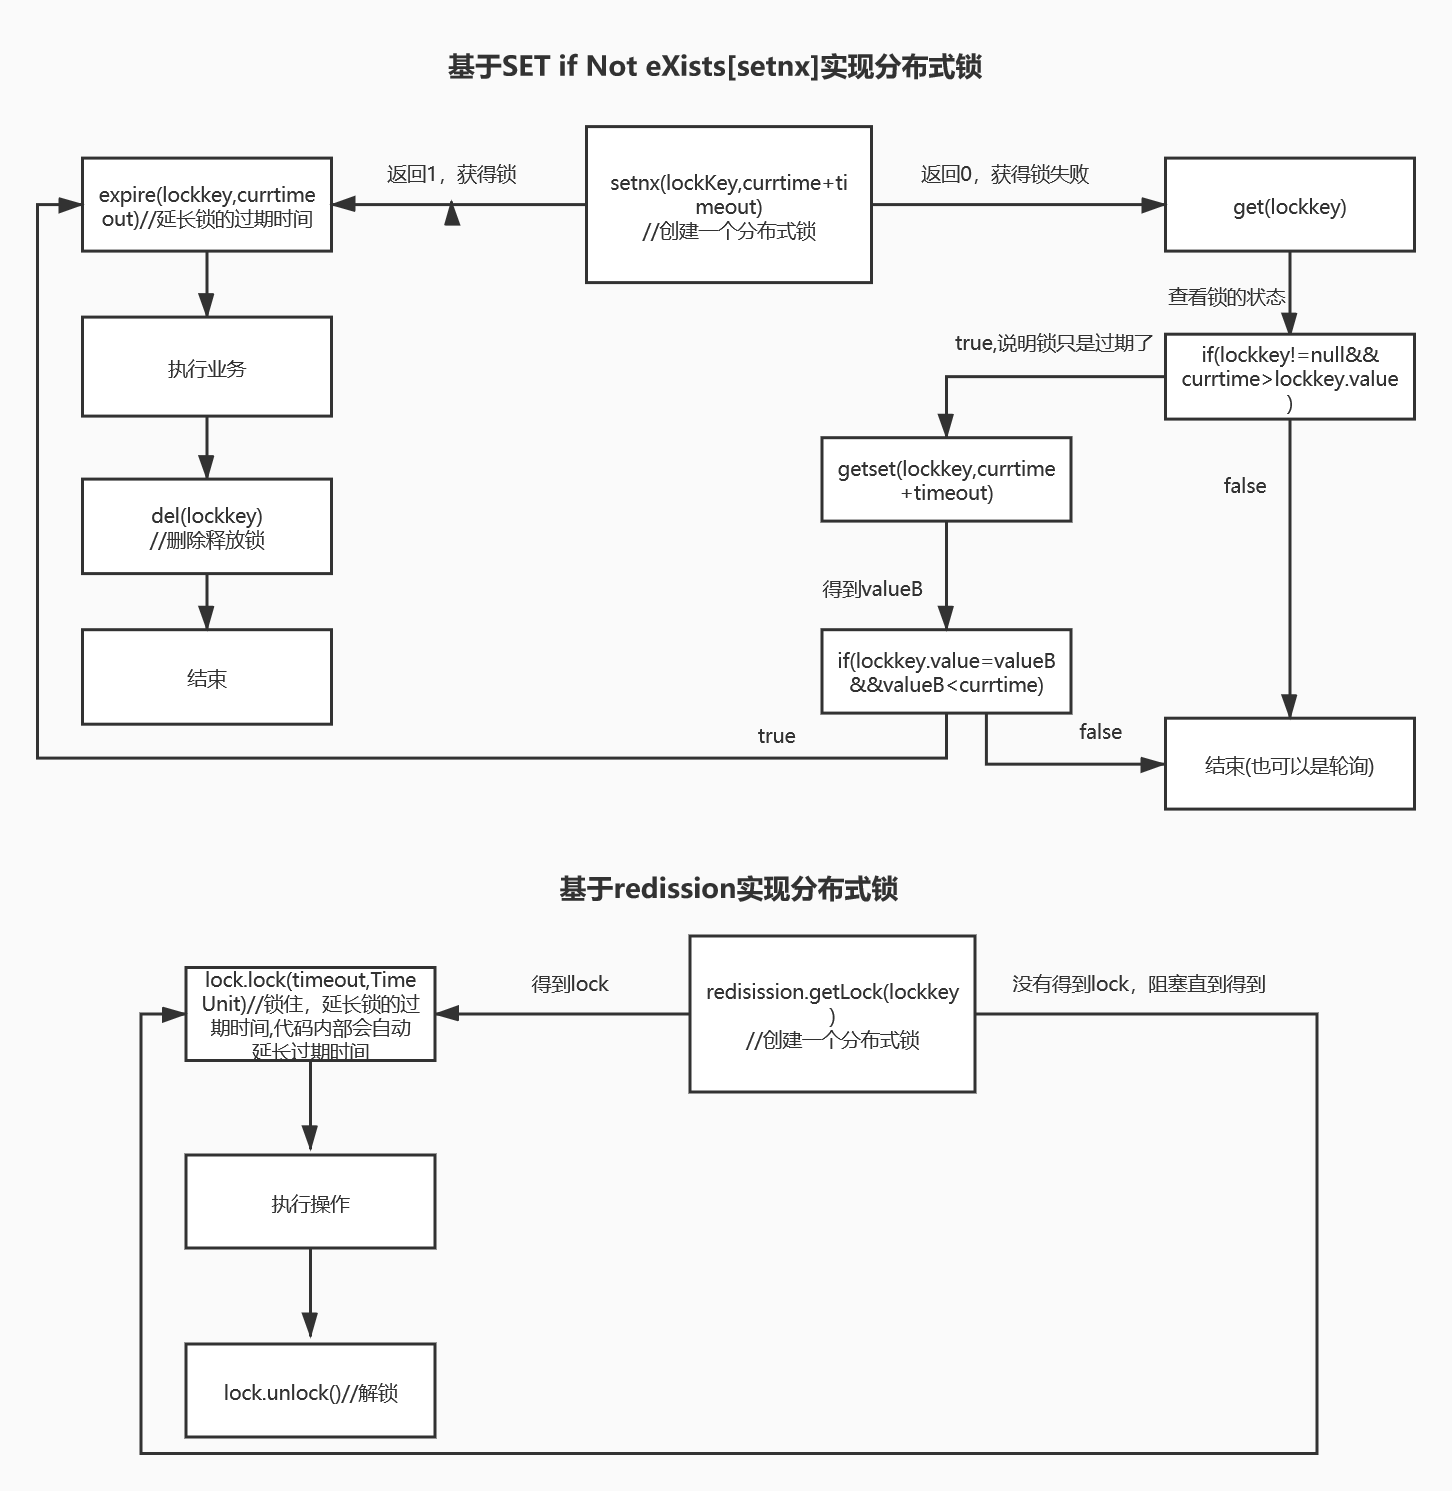 基于SET if Not eXists[setnx]实现分布式锁
返回1，获得锁
返回0，获得锁失败
expire(lockkey,currtime
out)//延长锁的过期时间
setnx(lockKey,currtime+ti
meout)
//创建一个分布式锁
get(lockkey)
查看锁的状态
执行业务
true,说明锁只是过期了
if(lockkey!=null&&
currtime>lockkey.value
)
getset(lockkey,currtime
+timeout)
false
del(lockkey)
//删除释放锁
得到valueB
结束
if(lockkey.value=valueB
&&valueB<currtime)
true
false
结束(也可以是轮询)
基于redission实现分布式锁
得到lock
没有得到lock，阻塞直到得到
lock.lock(timeout,Time
Unit)//锁住，延长锁的过
期时间,代码内部会自动
延长过期时间
redisission.getLock(lockkey
)
//创建一个分布式锁
执行操作
lock.unlock()//解锁